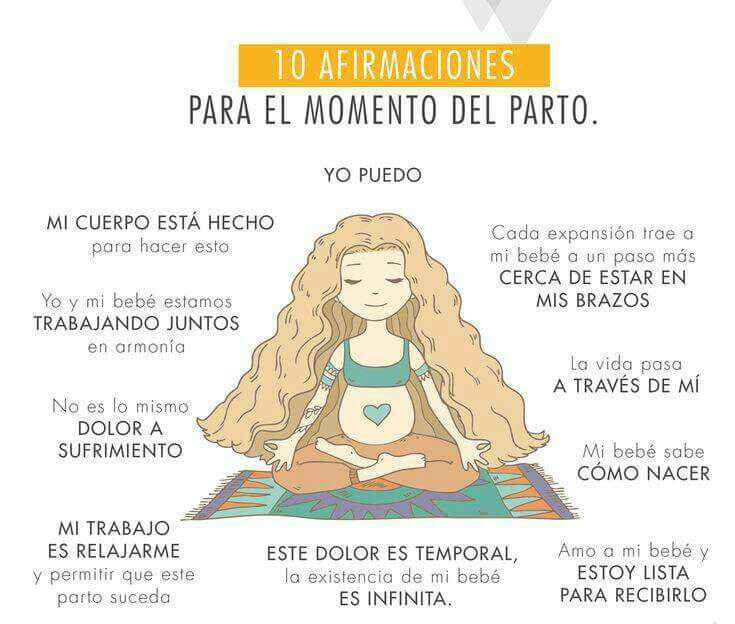 10 AFIRMACIONES
PARA EL MOMENTO DEL PARTO.
YO PUEDO
MI CUERPO ESTÁ HECHO
para hacer esto
Cada expansión trae a
mi bebé a un paso más
CERCA DE ESTAR EN
MIS BRAZOS
Yo y mi bebé estamos
TRABAJANDO JUNTOS
en armonía
La vida pasa
A TRAVÉS DE MÍ
No es lo mismo
DOLOR A
SUFRIMIENTO
Mi bebé sabe
CÓMO NACER
MI TRABAJO
ES RELAJARME
y permitir que este
parto suceda
ESTE DOLOR ES TEMPORAL,
la existencia de mi bebé
ES INFINITA.
Amo a mi bebé y
ESTOY LISTA
PARA RECIBIRLO